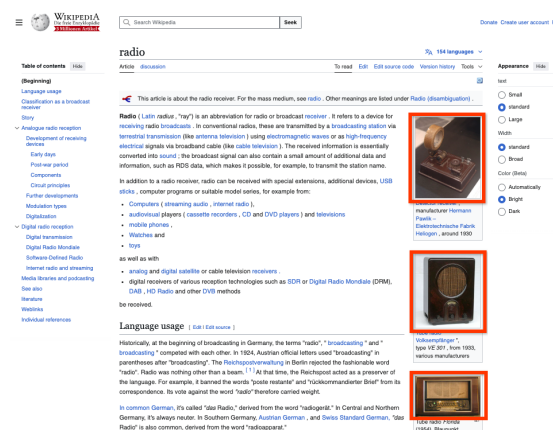 WIKIPEDIA
The Free Encyclopedia
Search Wikipedia
Seek
Donate Create user account
radio
154 languages
Article discussion
To read Edit Edit source code Version history Tools
Table of contents Hide
(Beginning)
Language usage
Classification as a broadcast
receiver
Story
Analogue radio reception
Development of receiving
devices
Early days
Post-war period
Components
Circuit principles
Further developments
Modulation types
Digitalization
Digital radio reception
Digital transmission
Digital Radio Mondiale
Software-Defined Radio
Internet radio and streaming
Media libraries and podcasting
See also
literature
Weblinks
Individual references
This article is about the radio receiver. For the mass medium, see radio . Other meanings are listed under Radio (disambiguation) .
Radio ( Latin radius , "ray") is an abbreviation for radio or broadcast receiver . It refers to a device for
receiving radio broadcasts . In conventional radios, these are transmitted by a broadcasting station via
terrestrial transmission (like antenna television ) using electromagnetic waves or as high-frequency
electrical signals via broadband cable (like cable television ). The received information is essentially
converted into sound ; the broadcast signal can also contain a small amount of additional data and
information, such as RDS data, which makes it possible, for example, to transmit the station name.
In addition to a radio receiver, radio can be received with special extensions, additional devices, USB
sticks , computer programs or suitable model series, for example from:
Computers ( streaming audio , internet radio ),
audiovisual players ( cassette recorders , CD and DVD players ) and televisions
mobile phones ,
Watches and
toys
as well as with
analog and digital satellite or cable television receivers .
digital receivers of various reception technologies such as SDR or Digital Radio Mondiale (DRM),
DAB , HD Radio and other DVB methods
be received.
Language usage [ Edit | Edit source ]
Historically, at the beginning of broadcasting in Germany, the terms "radio", " broadcasting " and "
broadcasting " competed with each other. In 1924, Austrian official letters used "broadcasting" in
parentheses after "broadcasting". The Reichspostverwaltung in Berlin rejected the fashionable word
"radio". Radio was nothing other than a beam. [ 1 ] At that time, the Reichspost acted as a preserver of
the language. For example, it banned the words "poste restante" and "rückkommandierter Brief" from its
correspondence. Its vote against the word "radio" therefore carried weight.
In common German, it's called "das Radio," derived from the word "radiogerät." In Central and Northern
Germany, it's always neuter. In Southern Germany, Austrian German , and Swiss Standard German, "das
Radio" is also common, derived from the word "radioapparat."
manufacturer Hermann
Pawlik –
Elektrotechnische Fabrik
Heliogen , around 1930
Volksempfänger ",
type VE 301 , from 1933,
various manufacturers
Tube radio Florida
(1954), Blaupunkt
Appearance Hide
text
Small
standard
Large
Width
standard
Broad
Color (Beta)
Automatically
Bright
Dark